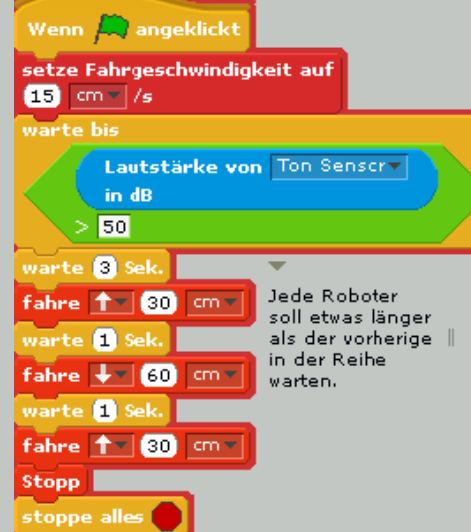 Wenn angeklickt
setze Fahrgeschwindigkeit auf
15 cm /s
warte bis
Lautstärke von Ton Senscr
in dB
> 50
warte 3 Sek.
fahre ↑ 30 cm
warte 1 Sek.
fahre ↓ 60 cm
warte 1 Sek.
fahre ↑ 30 cm
Stopp
stoppe alles
Jede Roboter
soll etwas länger
als der vorherige
in der Reihe
warten.